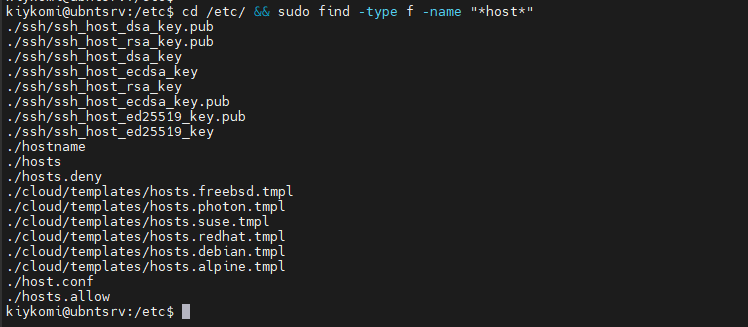 kiykomi@ubntsrv:/etc$ cd /etc/ && sudo find -type f -name "*host*"
./ssh/ssh_host_dsa_key.pub
./ssh/ssh_host_rsa_key.pub
./ssh/ssh_host_dsa_key
./ssh/ssh_host_ecdsa_key
./ssh/ssh_host_rsa_key
./ssh/ssh_host_ecdsa_key.pub
./ssh/ssh_host_ed25519_key.pub
./ssh/ssh_host_ed25519_key
./hostname
./hosts
./hosts.deny
./cloud/templates/hosts.freebsd.tmpl
./cloud/templates/hosts.photon.tmpl
./cloud/templates/hosts.suse.tmpl
./cloud/templates/hosts.redhat.tmpl
./cloud/templates/hosts.debian.tmpl
./cloud/templates/hosts.alpine.tmpl
./host.conf
./hosts.allow
kiykomi@ubntsrv:/etc$